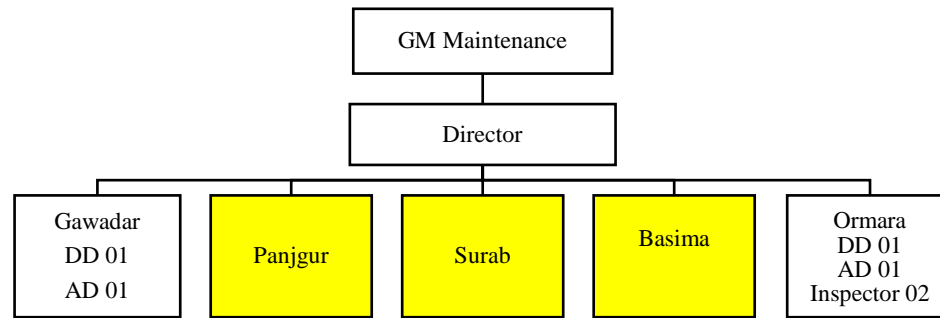 GM Maintenance
Director
Gawadar
DD 01
AD 01
Panjgur
Surab
Basima
Ormara
DD 01
AD 01
Inspector 02